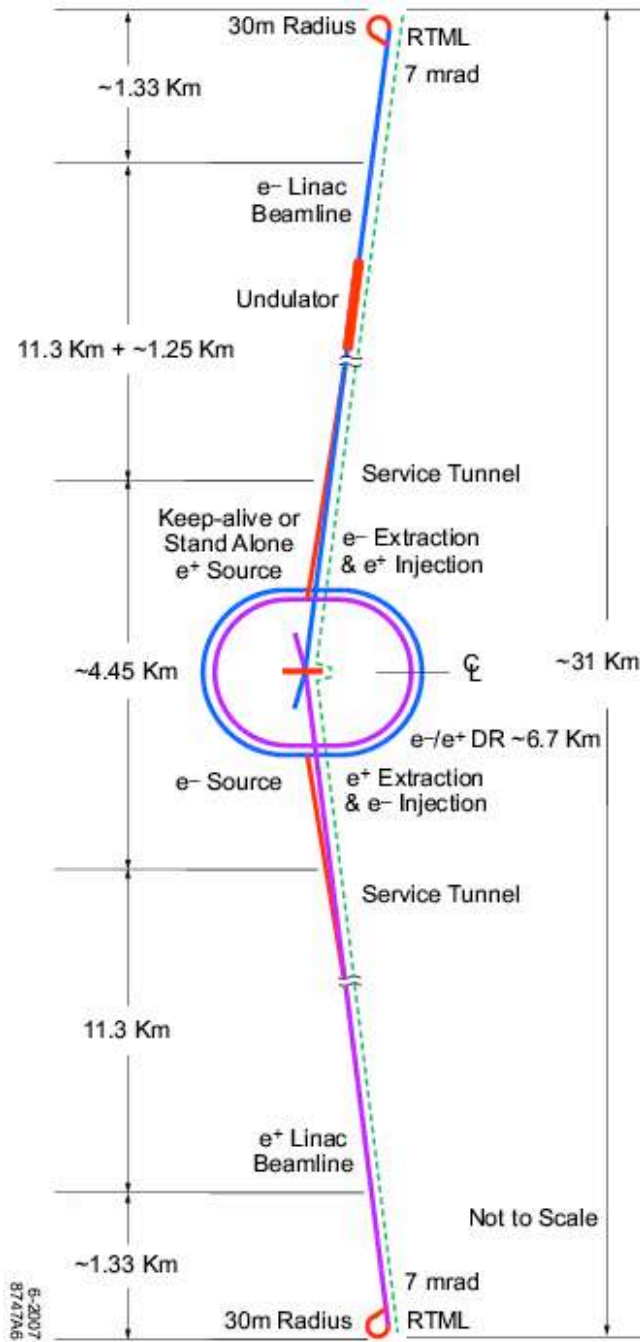 30m Radius
RTML
7 mrad
~1.33 Km
e– Linac
Beamline
Undulator
11.3 Km + ~1.25 Km
Service Tunnel
Keep-alive or
Stand Alone
e+ Source
e– Extraction
& e+ Injection
~4.45 Km
℄
~31 Km
e–/e+ DR ~6.7 Km
e– Source
e+ Extraction
& e– Injection
Service Tunnel
11.3 Km
e+ Linac
Beamline
Not to Scale
~1.33 Km
7 mrad
30m Radius
RTML
6-2007
8747A6